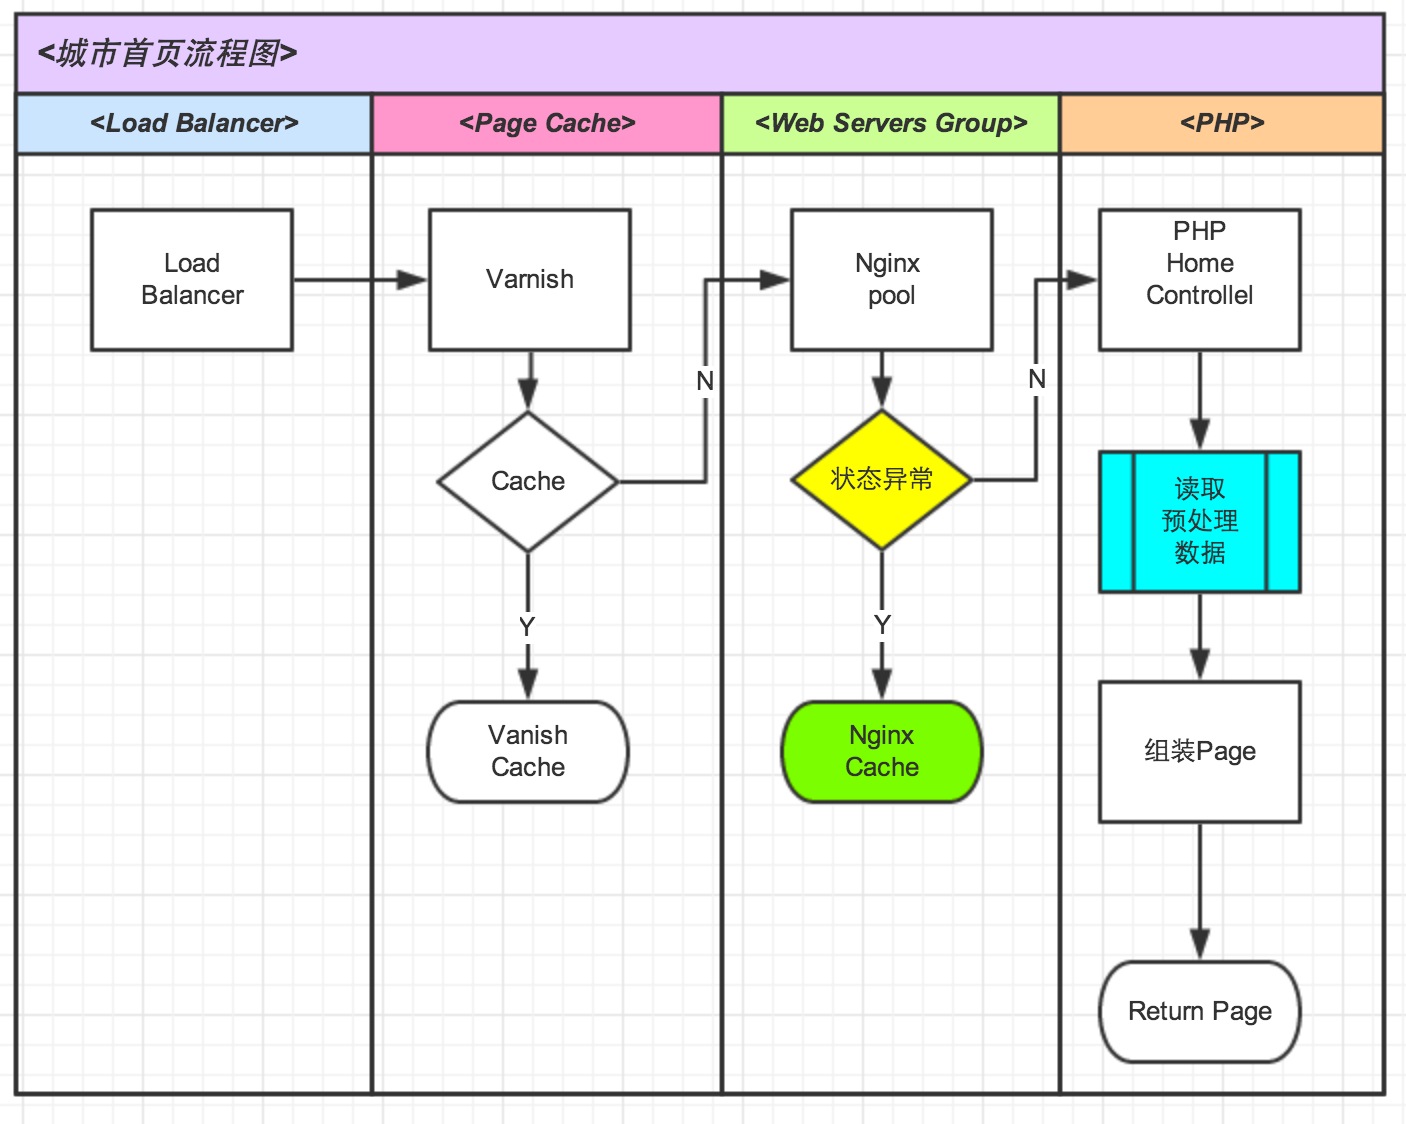 <城市首页流程图>
<Load Balancer>
<Page Cache>
<Web Servers Group>
<PHP>
Load
Balancer
Varnish
Cache
N
Y
Vanish
Cache
Nginx
pool
状态异常
N
Y
Nginx
Cache
PHP
Home
Controllel
读取
预处理
数据
组装Page
Return Page